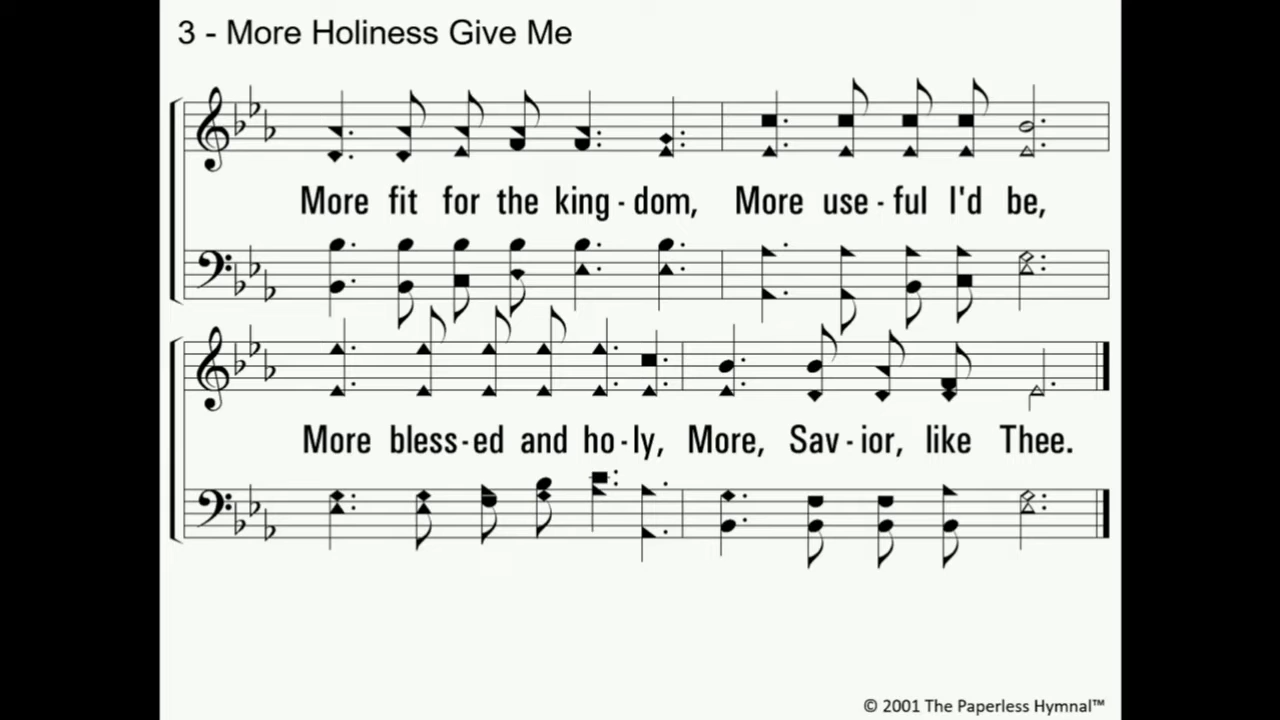 3 - More Holiness Give Me
More fit for the king - dom, More use - ful I'd be,
More bless - ed and ho - ly, More, Sav - ior, like Thee.
© 2001 The Paperless Hymnal™